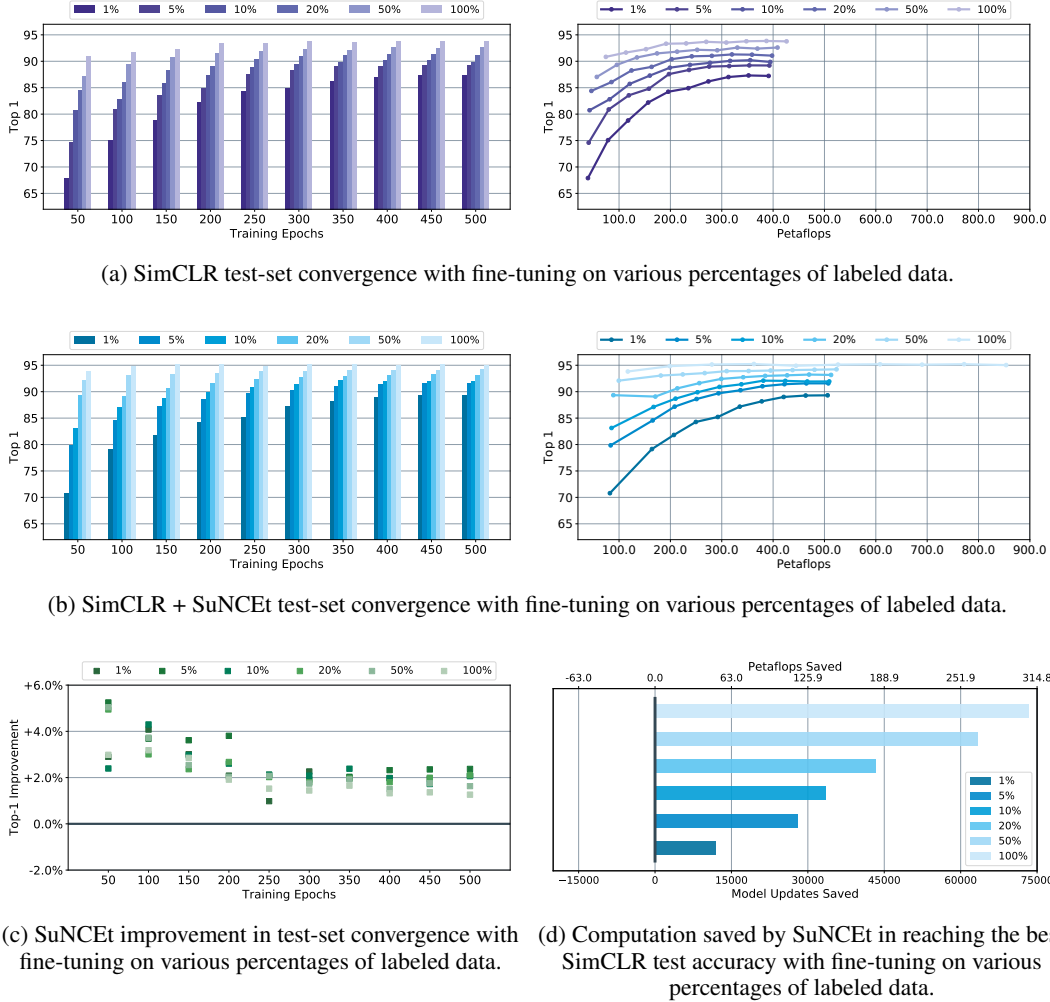 1% 5% 10% 20% 50% 100%
1% 5% 10% 20% 50% 100%
95
90
85
80
75
70
65
Top 1
50 100 150 200 250 300 350 400 450 500
Training Epochs
95
90
85
80
75
70
65
Top 1
100.0 200.0 300.0 400.0 500.0 600.0 700.0 800.0 900.0
Petaflops
(a) SimCLR test-set convergence with fine-tuning on various percentages of labeled data.
1% 5% 10% 20% 50% 100%
1% 5% 10% 20% 50% 100%
95
90
85
80
75
70
65
Top 1
50 100 150 200 250 300 350 400 450 500
Training Epochs
95
90
85
80
75
70
65
Top 1
100.0 200.0 300.0 400.0 500.0 600.0 700.0 800.0 900.0
Petaflops
(b) SimCLR + SuNCEt test-set convergence with fine-tuning on various percentages of labeled data.
1% 5% 10% 20% 50% 100%
+6.0%
+4.0%
+2.0%
0.0%
-2.0%
Top-1 Improvement
50 100 150 200 250 300 350 400 450 500
Training Epochs
Petaflops Saved
-63.0 0.0 63.0 125.9 188.9 251.9 314.8
1%
5%
10%
20%
50%
100%
−15000 0 15000 30000 45000 60000 75000
Model Updates Saved
(c) SuNCEt improvement in test-set convergence with
fine-tuning on various percentages of labeled data.
(d) Computation saved by SuNCEt in reaching the be
SimCLR test accuracy with fine-tuning on various
percentages of labeled data.